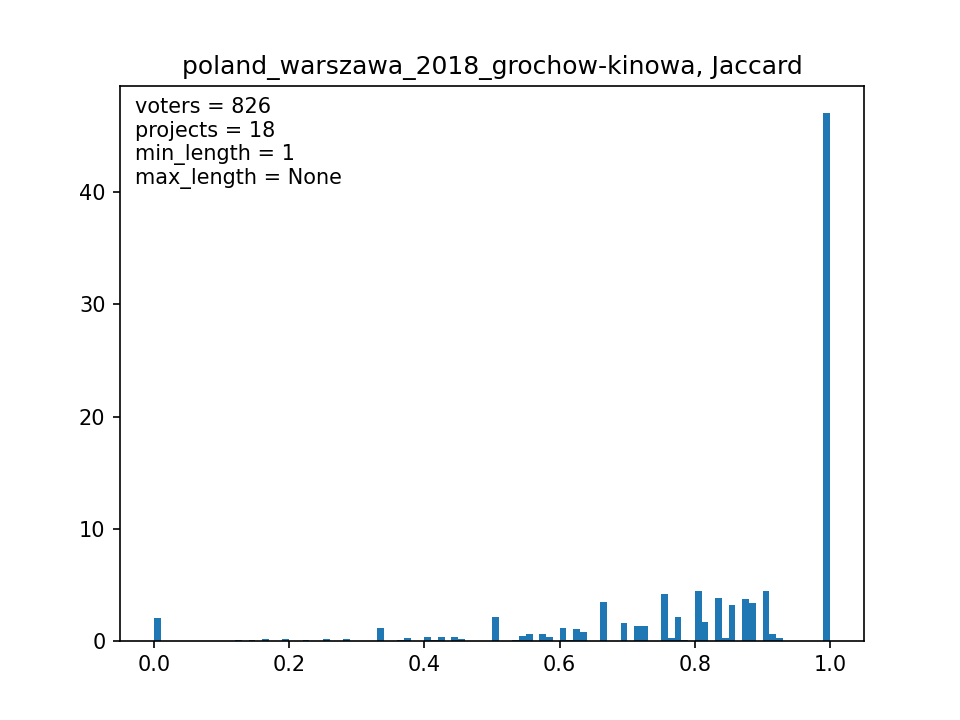 poland_warszawa_2018_grochow-kinowa, Jaccard
voters = 826
projects = 18
min_length = 1
max_length = None
40
30
20
10
0
0.0 0.2 0.4 0.6 0.8 1.0